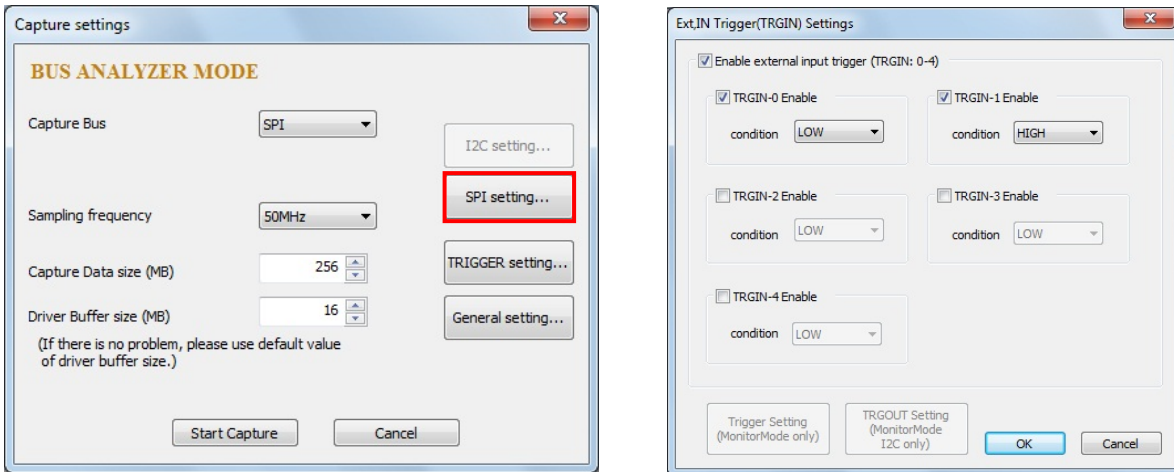 Capture settings
BUS ANALYZER MODE
Capture Bus
SPI
I2C setting...
SPI setting...
Sampling frequency
50MHz
TRIGGER setting...
Capture Data size (MB)
256
Driver Buffer size (MB)
16
General setting...
(If there is no problem, please use default value
of driver buffer size.)
Start Capture
Cancel
Ext,IN Trigger(TRGIN) Settings
Enable external input trigger (TRGIN: 0-4)
TRGIN-0 Enable
condition
LOW
TRGIN-1 Enable
condition
HIGH
TRGIN-2 Enable
condition
LOW
TRGIN-3 Enable
condition
LOW
TRGIN-4 Enable
condition
LOW
Trigger Setting
(MonitorMode only)
TRGOUT Setting
(MonitorMode
I2C only)
OK
Cancel